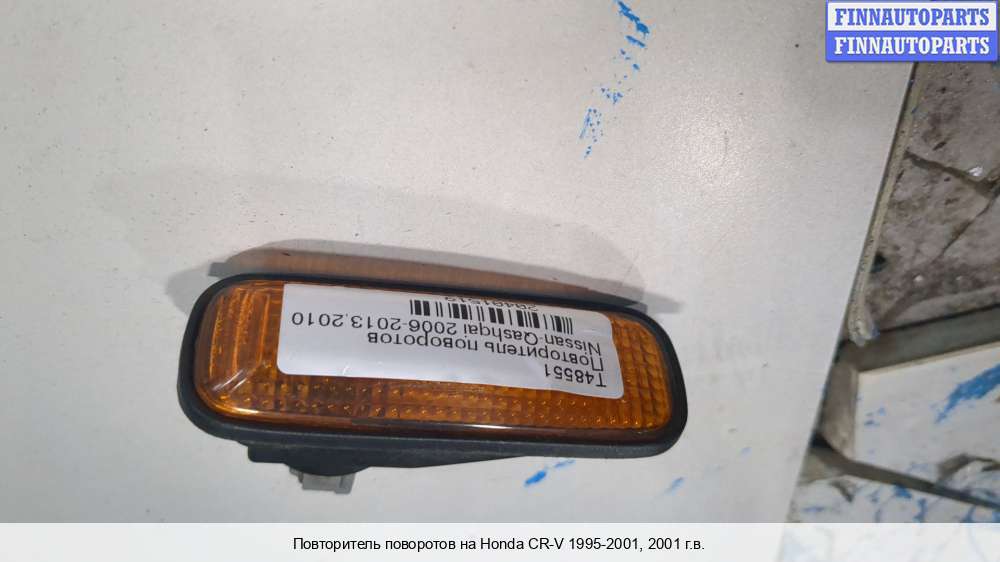 FINNAUTOPARTS
FINNAUTOPARTS
T48551
Повторитель поворотов
Nissan Qashqai 2006-2013,2010
Повторитель поворотов на Honda CR-V 1995-2001, 2001 г.в.